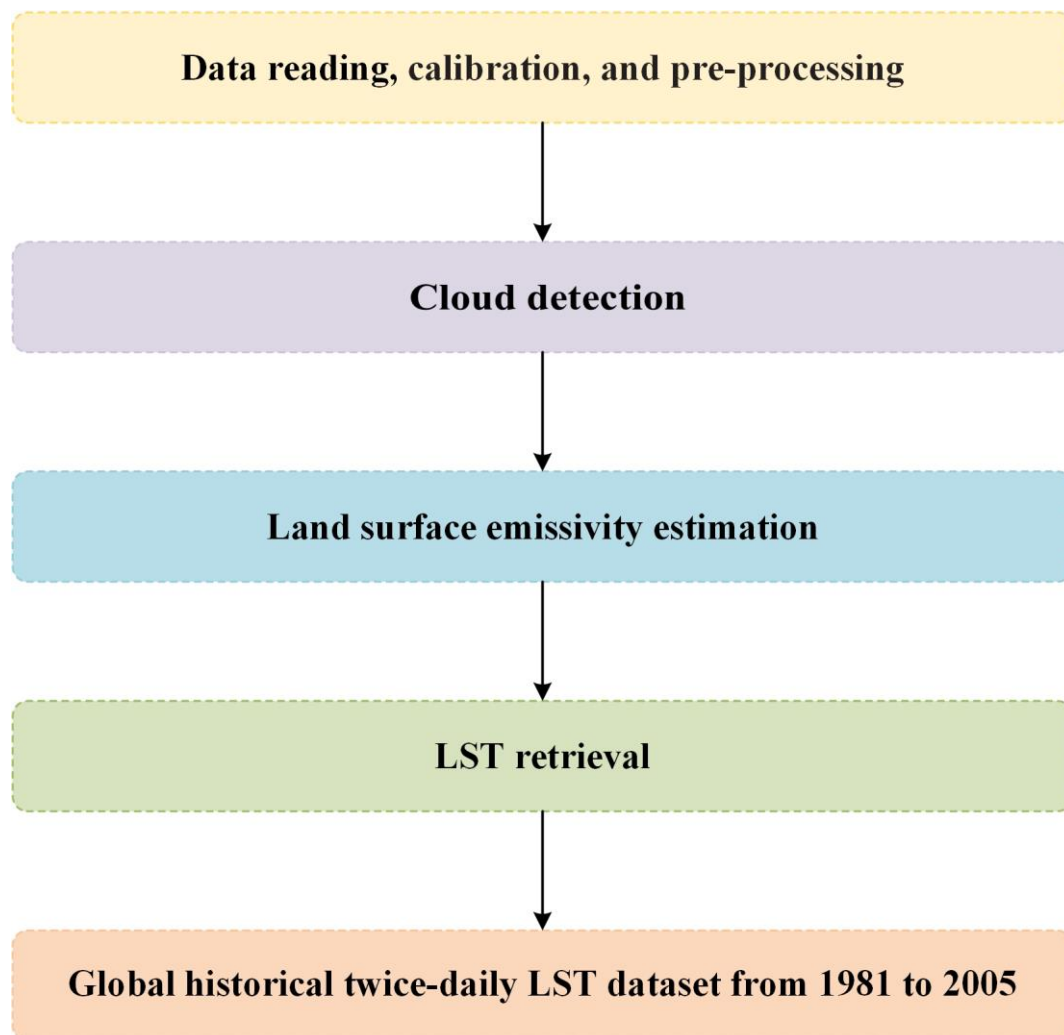 Data reading, calibration, and pre-processing
Cloud detection
Land surface emissivity estimation
LST retrieval
Global historical twice-daily LST dataset from 1981 to 2005